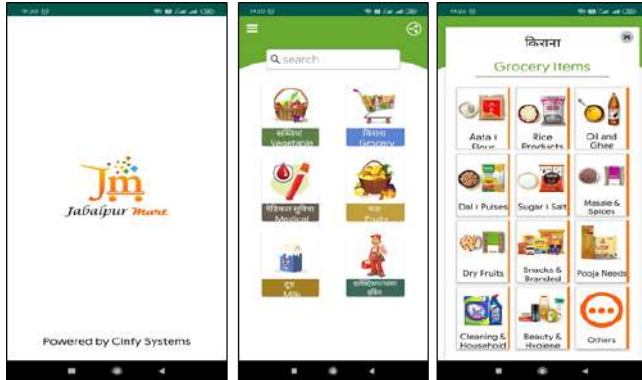 Jm
Jabalpur Mart
Powered by Cinfy Systems
search
सब्जियां
Vegetable
किराना
Grocery
मेडिकल सुविधा
Medical
फल
Fruits
दूध
Milk
किराना
Grocery Items
Aata।
Flour
Rice
Products
Oil and
Ghee
Dal। Pulses
Sugar। Salt
Masale &
Spices
Dry Fruits
Snacks &
Branded
Pooja Needs
Cleaning &
Household
Beauty &
Hygiene
Others